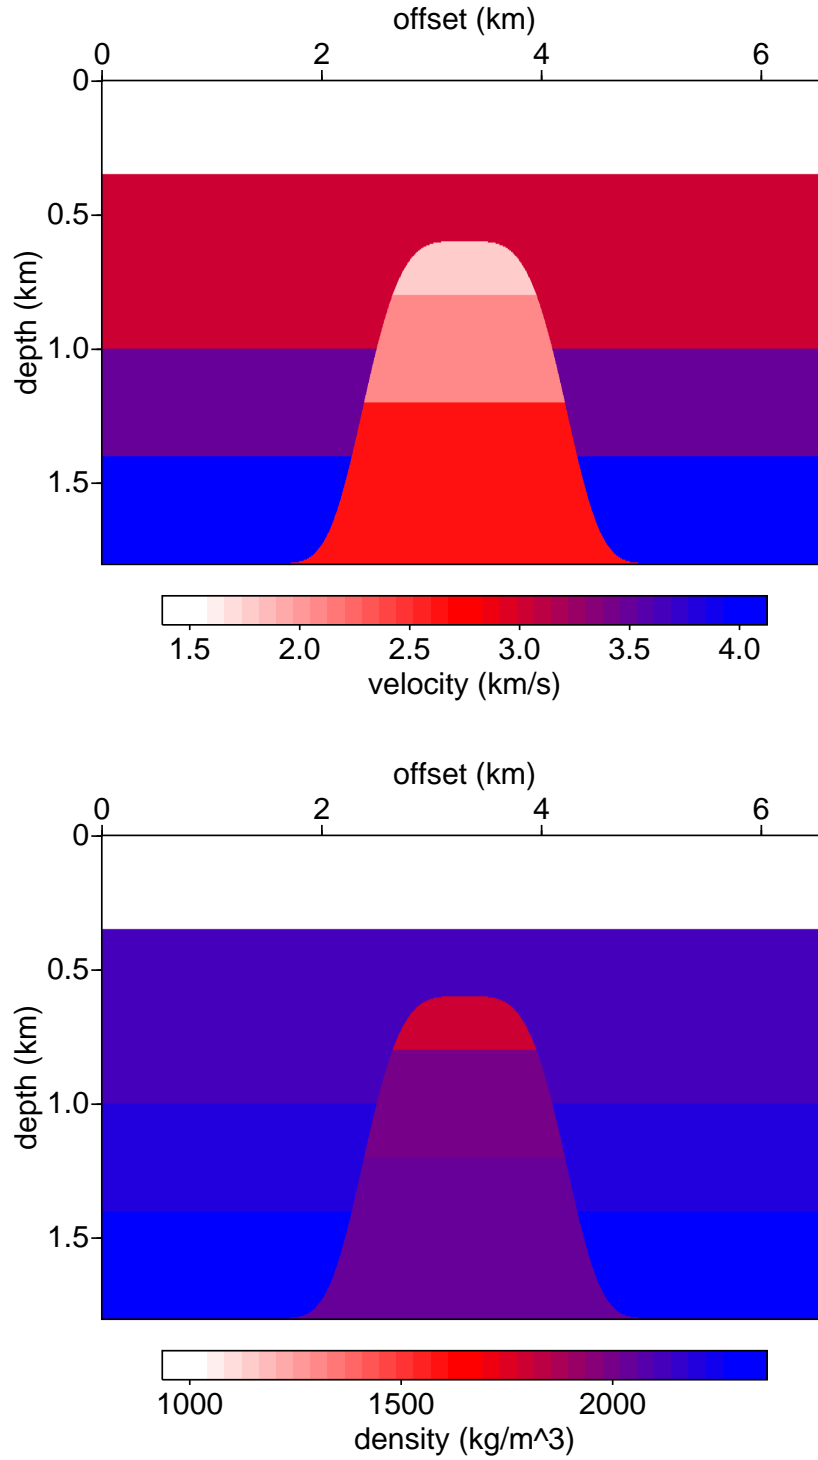 offset (km)
0 2 4 6
0
0.5
1.0
1.5
depth (km)
1.5 2.0 2.5 3.0 3.5 4.0
velocity (km/s)
offset (km)
0 2 4 6
0
0.5
1.0
1.5
depth (km)
1000 1500 2000
density (kg/m^3)